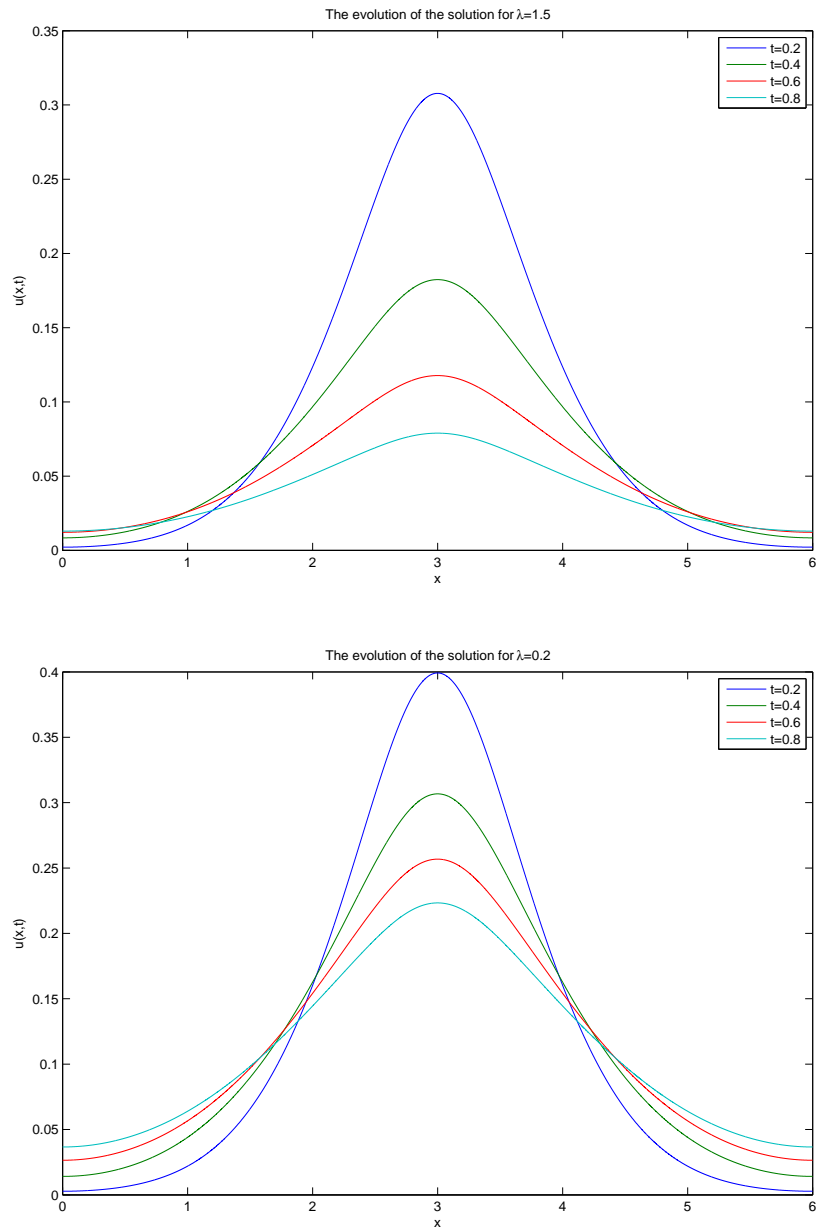 The evolution of the solution for λ=1.5
0.35
0.3
0.25
0.2
0.15
0.1
0.05
0
u(x,t)
t=0.2
t=0.4
t=0.6
t=0.8
0 1 2 3 4 5 6
x
The evolution of the solution for λ=0.2
0.4
0.35
0.3
0.25
0.2
0.15
0.1
0.05
0
u(x,t)
t=0.2
t=0.4
t=0.6
t=0.8
0 1 2 3 4 5 6
x